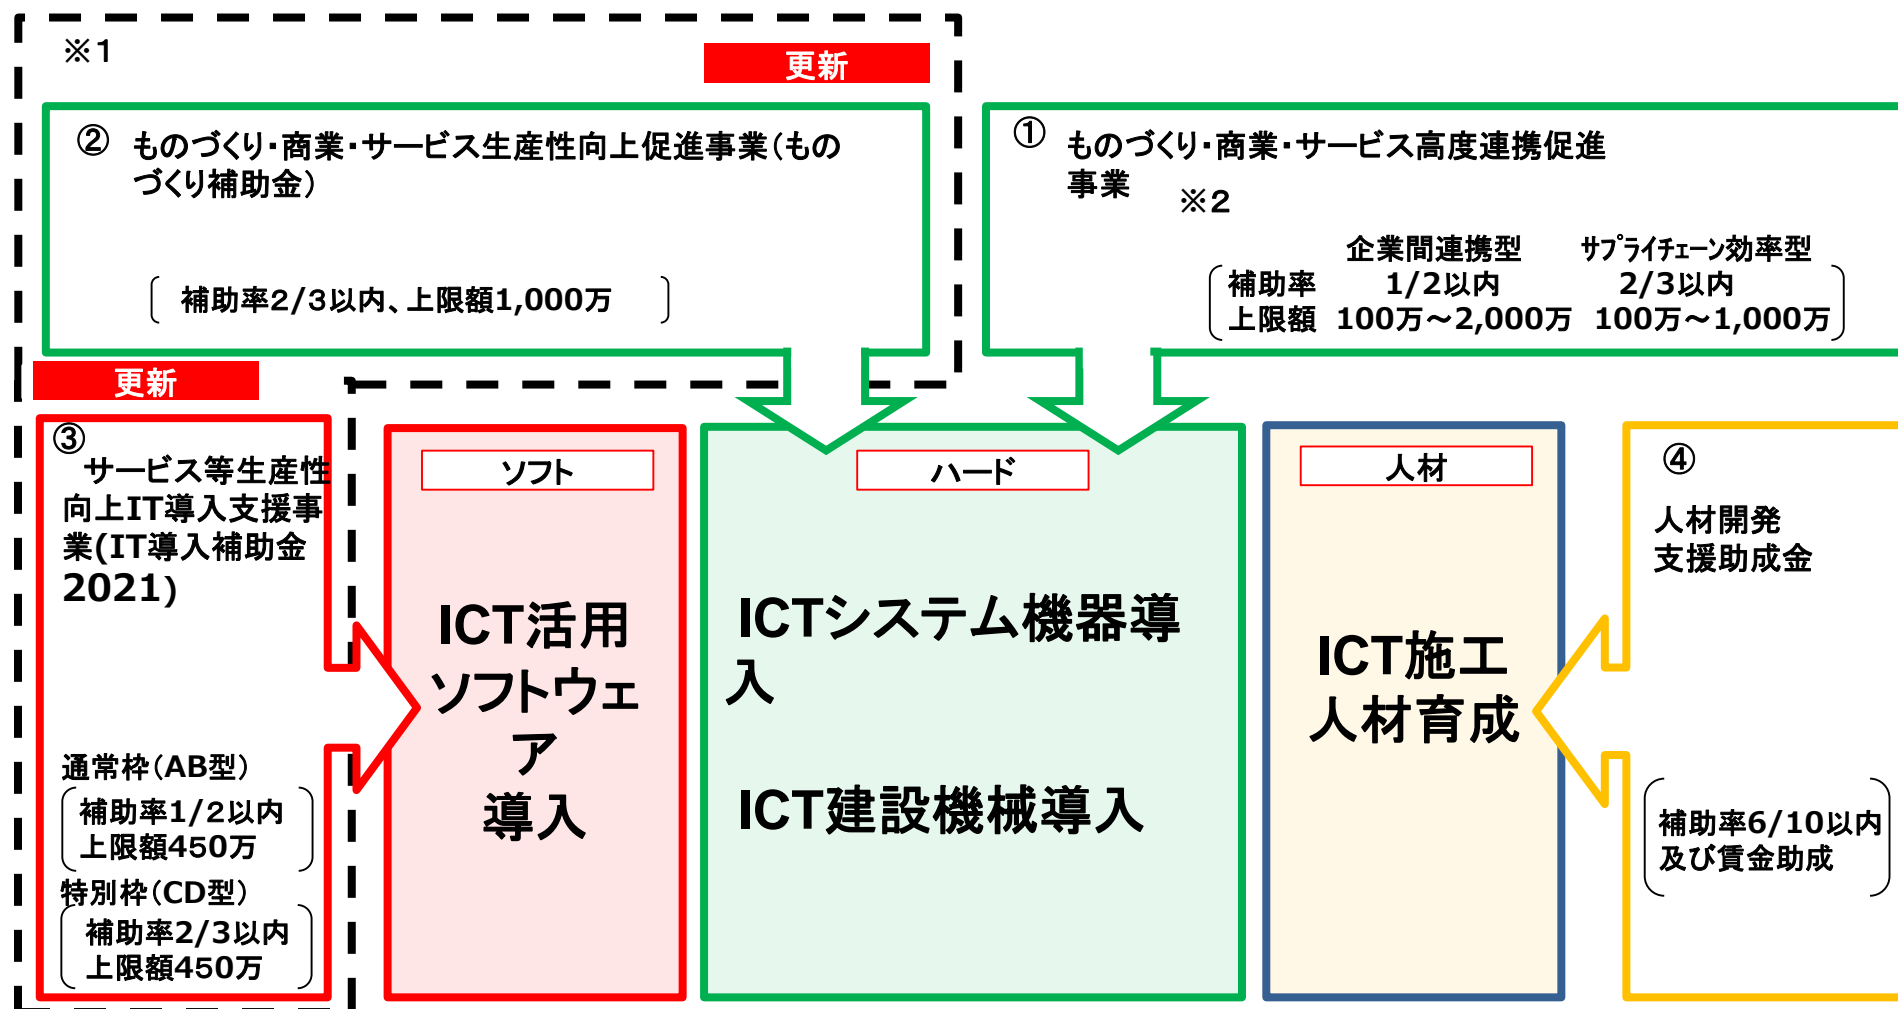 ※1
更新
② ものづくり・商業・サービス生産性向上促進事業(もの
づくり補助金)
補助率2/3以内、上限額1,000万
① ものづくり・商業・サービス高度連携促進
事業 ※2
企業間連携型 サプライチェーン効率型
補助率 1/2以内 2/3以内
上限額 100万～2,000万 100万～1,000万
更新
③
サービス等生産性
向上IT導入支援事
業(IT導入補助金
2021)
通常枠(AB型)
補助率1/2以内
上限額450万
特別枠(CD型)
補助率2/3以内
上限額450万
ソフト
ICT活用
ソフトウェ
ア
導入
ハード
ICTシステム機器導
入
ICT建設機械導入
人材
ICT施工
人材育成
④
人材開発
支援助成金
補助率6/10以内
及び賃金助成